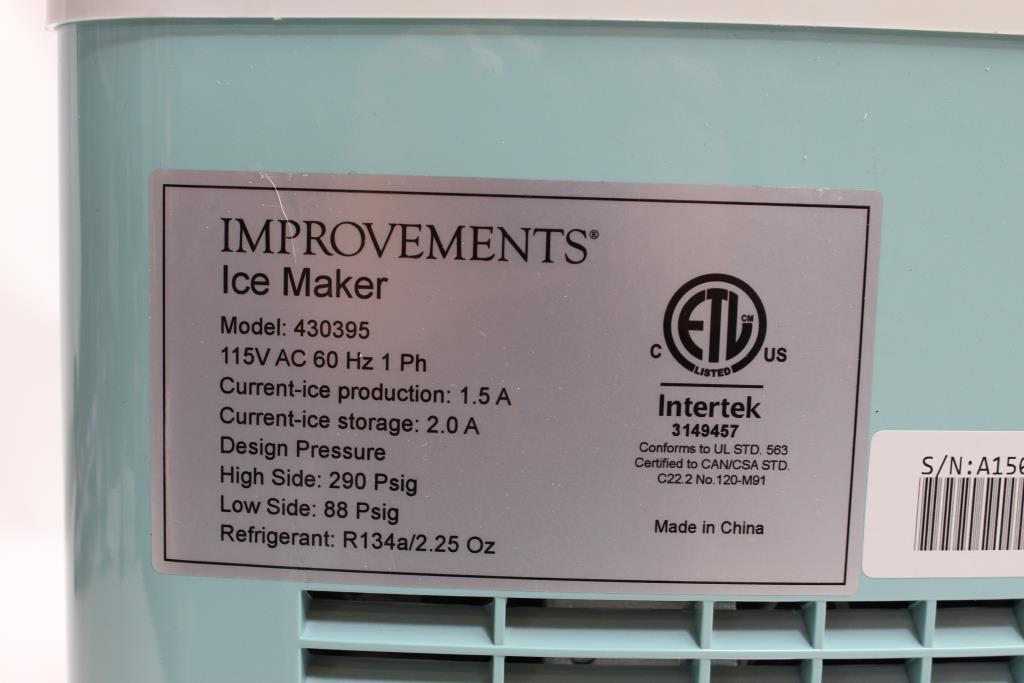 IMPROVEMENTS®
Ice Maker
Model: 430395
115V AC 60 Hz 1 Ph
Current-ice production: 1.5 A
Current-ice storage: 2.0 A
Design Pressure
High Side: 290 Psig
Low Side: 88 Psig
Refrigerant: R134a/2.25 Oz
ETL CM
LISTED
C US
Intertek
3149457
Conforms to UL STD. 563
Certified to CAN/CSA STD.
C22.2 No.120-M91
Made in China
S/N:A150